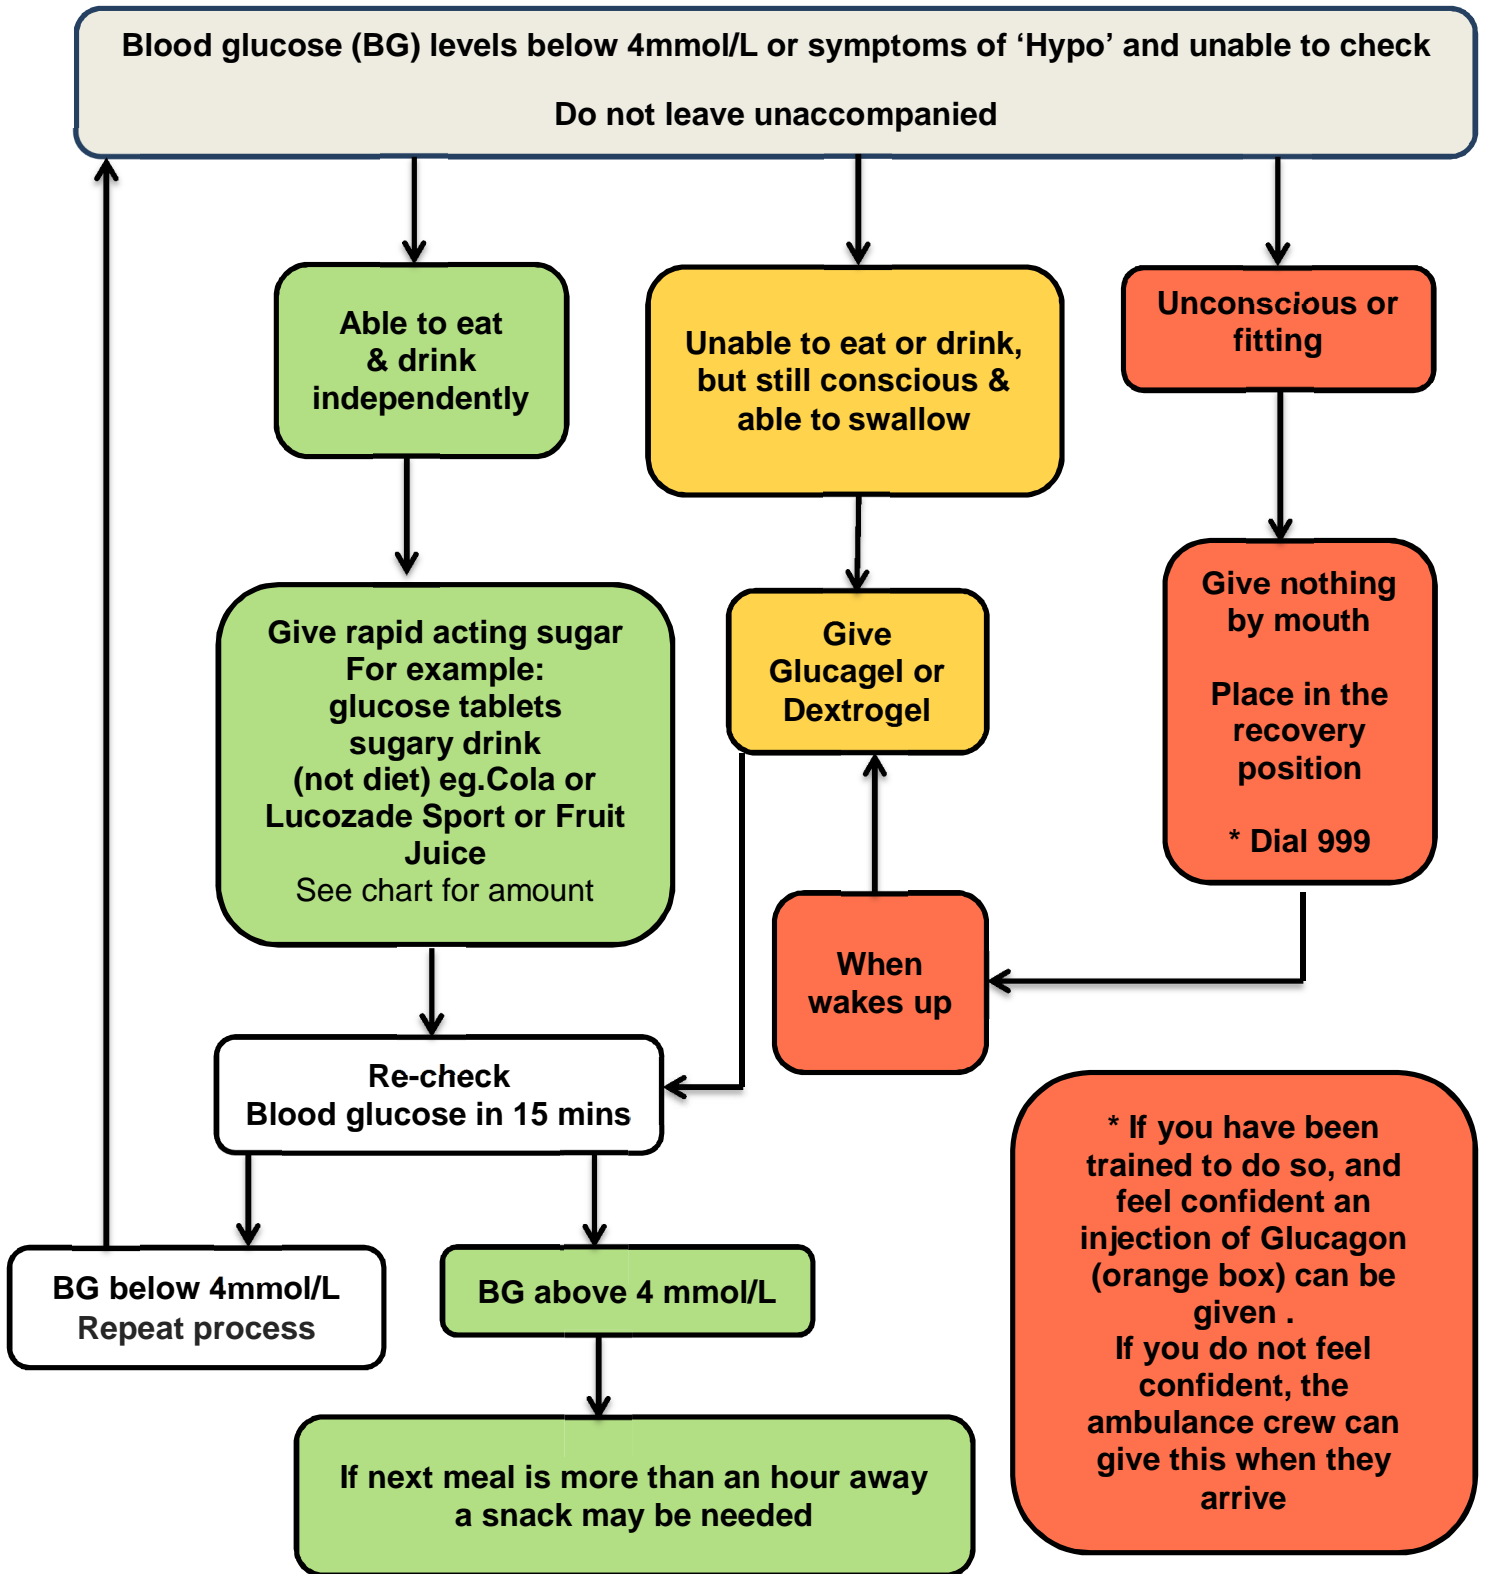 Blood glucose (BG) levels below 4mmol/L or symptoms of ‘Hypo’ and unable to check
Do not leave unaccompanied
Able to eat
& drink
independently
Unable to eat or drink,
but still conscious &
able to swallow
Unconscious or
fitting
Give rapid acting sugar
For example:
glucose tablets
sugary drink
(not diet) eg.Cola or
Lucozade Sport or Fruit
Juice
See chart for amount
Give
Glucagel or
Dextrogel
Give nothing
by mouth
Place in the
recovery
position
* Dial 999
When
wakes up
Re-check
Blood glucose in 15 mins
BG below 4mmol/L
Repeat process
BG above 4 mmol/L
If next meal is more than an hour away
a snack may be needed
* If you have been
trained to do so, and
feel confident an
injection of Glucagon
(orange box) can be
given .
If you do not feel
confident, the
ambulance crew can
give this when they
arrive